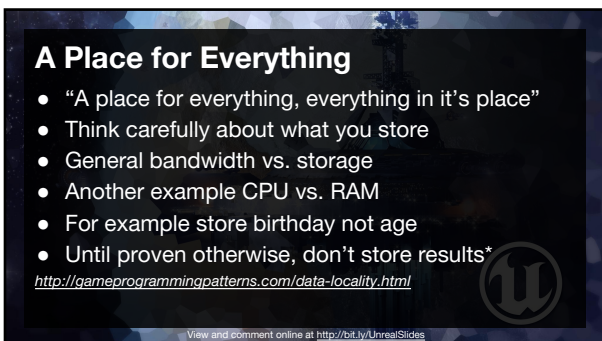 A Place for Everything
● “A place for everything, everything in it’s place”
● Think carefully about what you store
● General bandwidth vs. storage
● Another example CPU vs. RAM
● For example store birthday not age
● Until proven otherwise, don’t store results*
http://gameprogrammingpatterns.com/data-locality.html
View and comment online at http://bit.ly/UnrealSlides